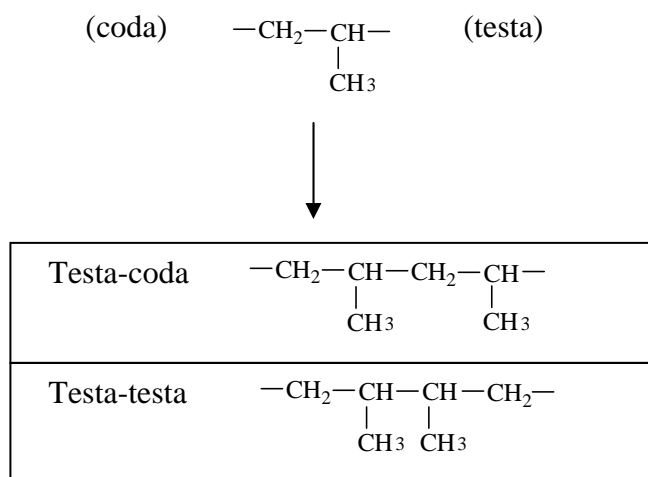 (coda) —CH₂—CH— (testa)
CH₃
Testa-coda —CH₂—CH—CH₂—CH—
CH₃ CH₃
Testa-testa —CH₂—CH—CH—CH₂—
CH₃ CH₃